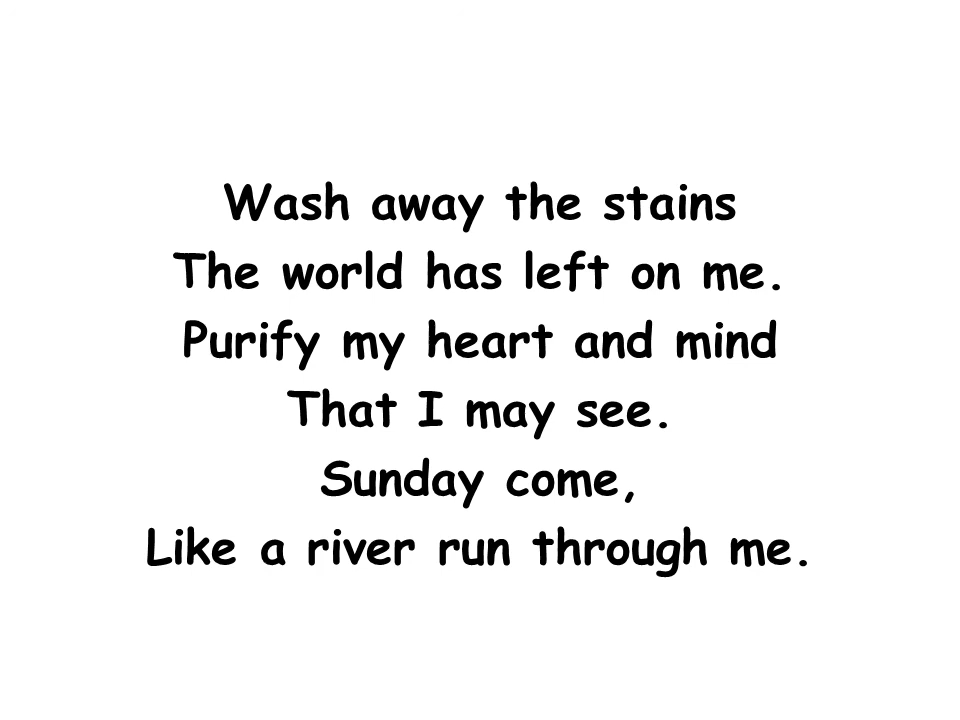 Wash away the stains
The world has left on me.
Purify my heart and mind
That I may see.
Sunday come,
Like a river run through me.